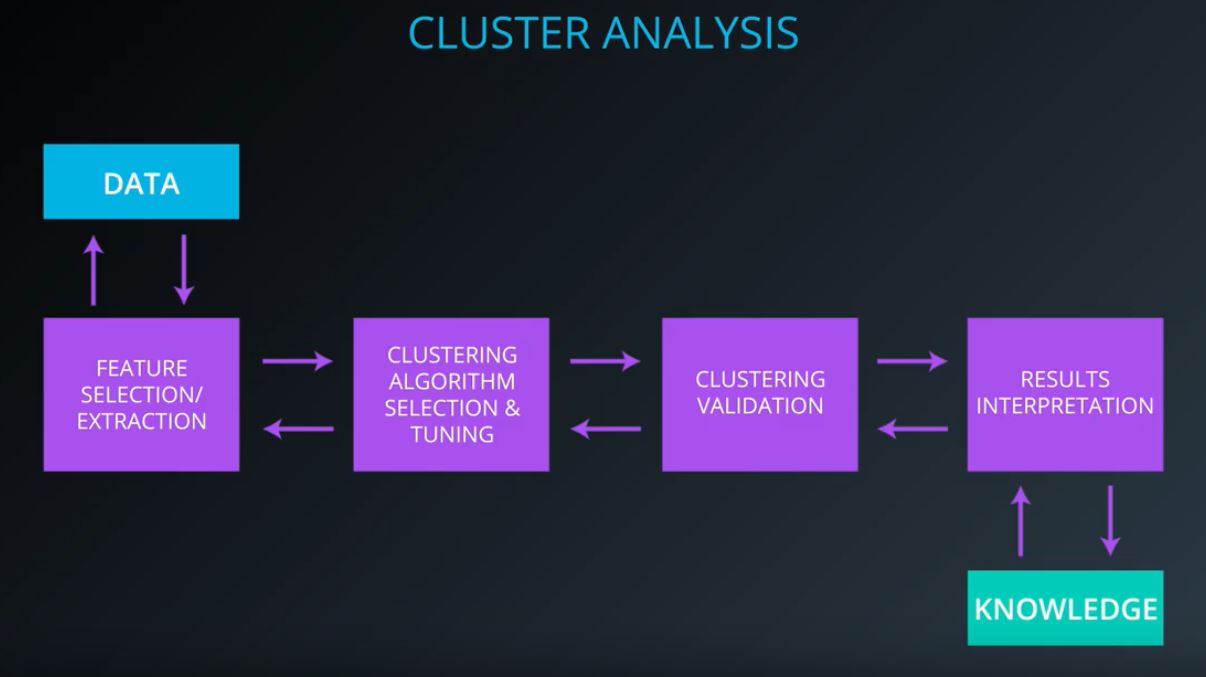 CLUSTER ANALYSIS
DATA
FEATURE
SELECTION/
EXTRACTION
CLUSTERING
ALGORITHM
SELECTION &
TUNING
CLUSTERING
VALIDATION
RESULTS
INTERPRETATION
KNOWLEDGE